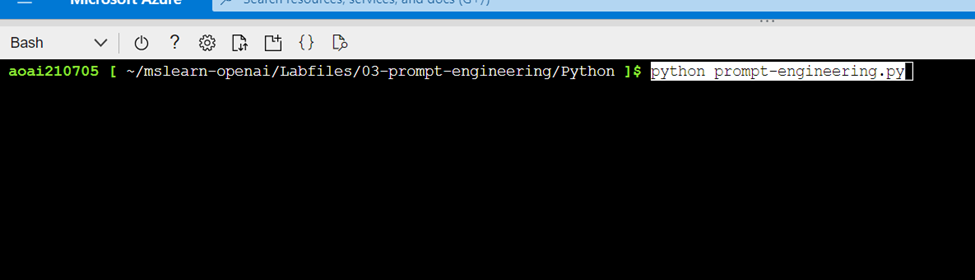 Microsoft Azure
Search resources, services, and docs (G+/)
Bash
aoai210705 [ ~/mslearn-openai/Labfiles/03-prompt-engineering/Python ]$ python prompt-engineering.py